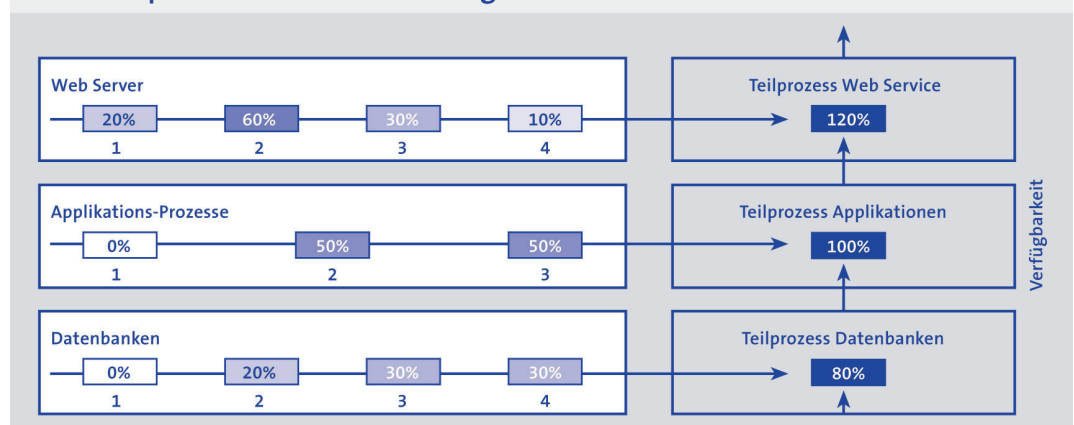 Web Server
20% 60% 30% 10%
1 2 3 4
Teilprozess Web Service
120%
Applikations-Prozesse
0% 50% 50%
1 2 3
Teilprozess Applikationen
100%
Datenbanken
0% 20% 30% 30%
1 2 3 4
Teilprozess Datenbanken
80%
Verfügbarkeit